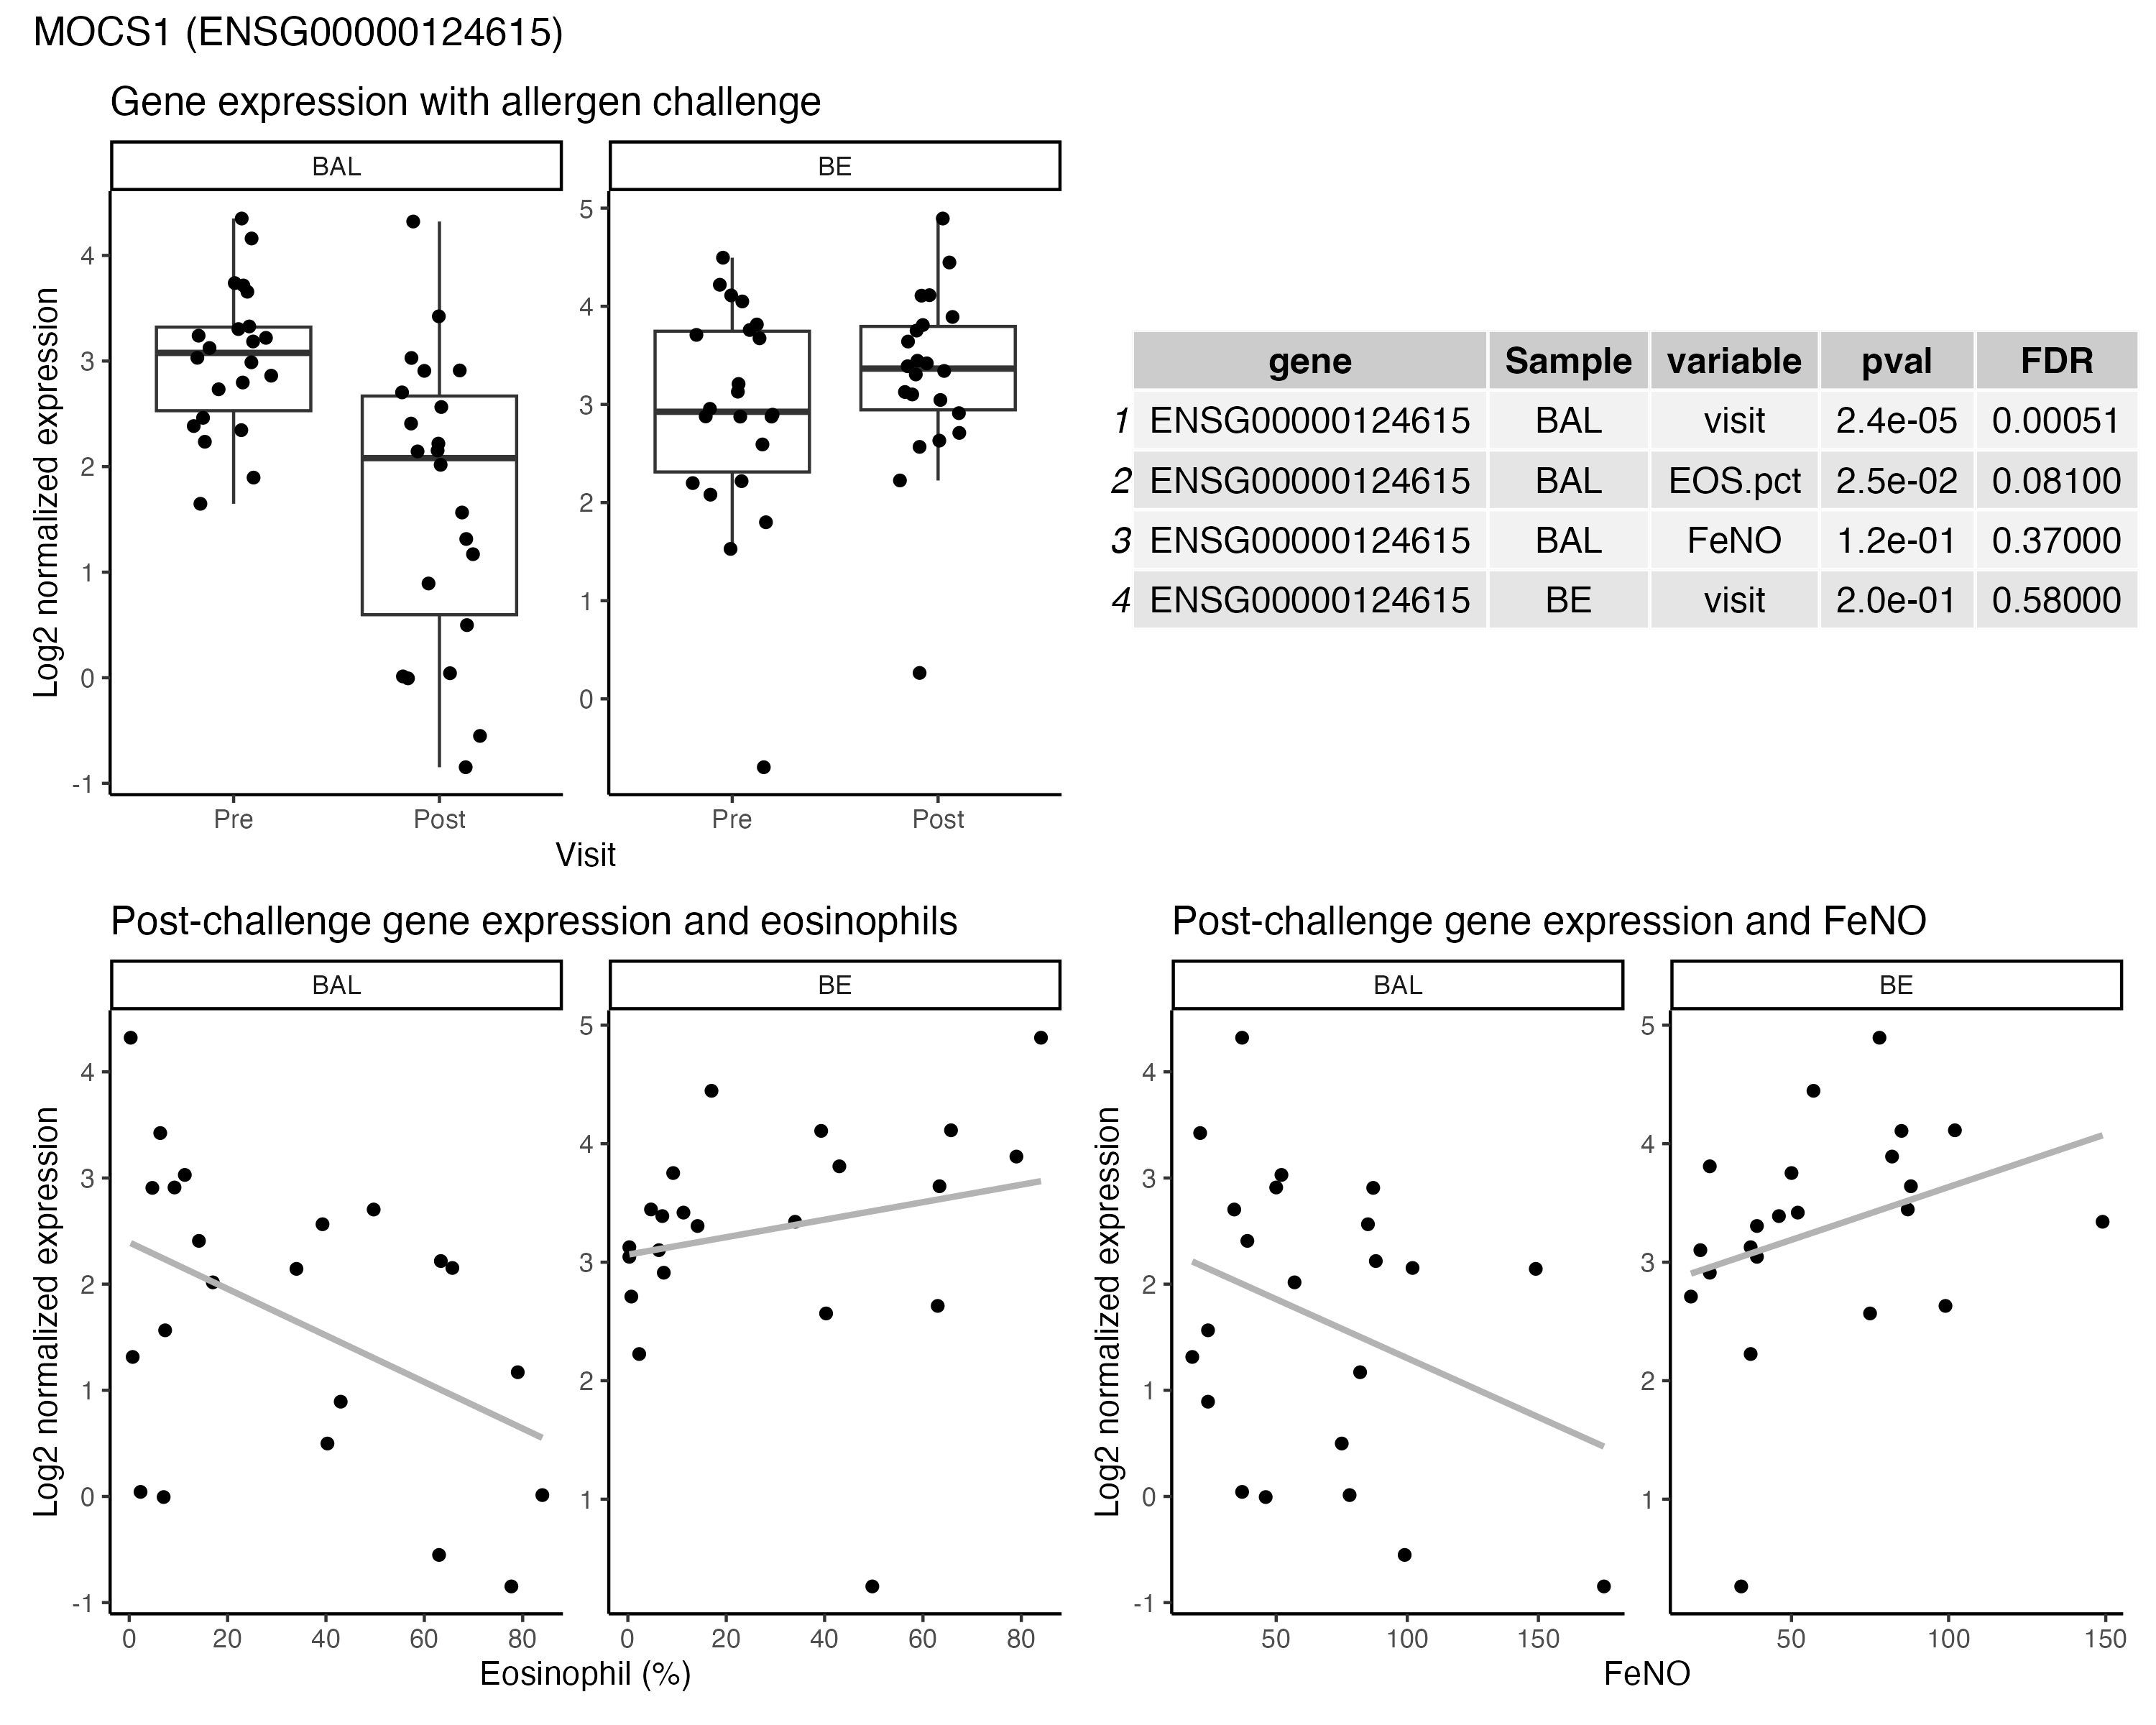 MOCS1 (ENSG00000124615)
Gene expression with allergen challenge
BAL
BE
Log2 normalized expression
4
3
2
1
0
-1
5
4
3
2
1
0
Pre
Post
Pre
Post
Visit
gene Sample variable pval FDR
1 ENSG00000124615 BAL visit 2.4e-05 0.00051
2 ENSG00000124615 BAL EOS.pct 2.5e-02 0.08100
3 ENSG00000124615 BAL FeNO 1.2e-01 0.37000
4 ENSG00000124615 BE visit 2.0e-01 0.58000
Post-challenge gene expression and eosinophils
BAL
BE
Log2 normalized expression
4
3
2
1
0
-1
5
4
3
2
1
0 20 40 60 80
0 20 40 60 80
Eosinophil (%)
Post-challenge gene expression and FeNO
BAL
BE
Log2 normalized expression
4
3
2
1
0
-1
5
4
3
2
1
50 100 150
50 100 150
FeNO